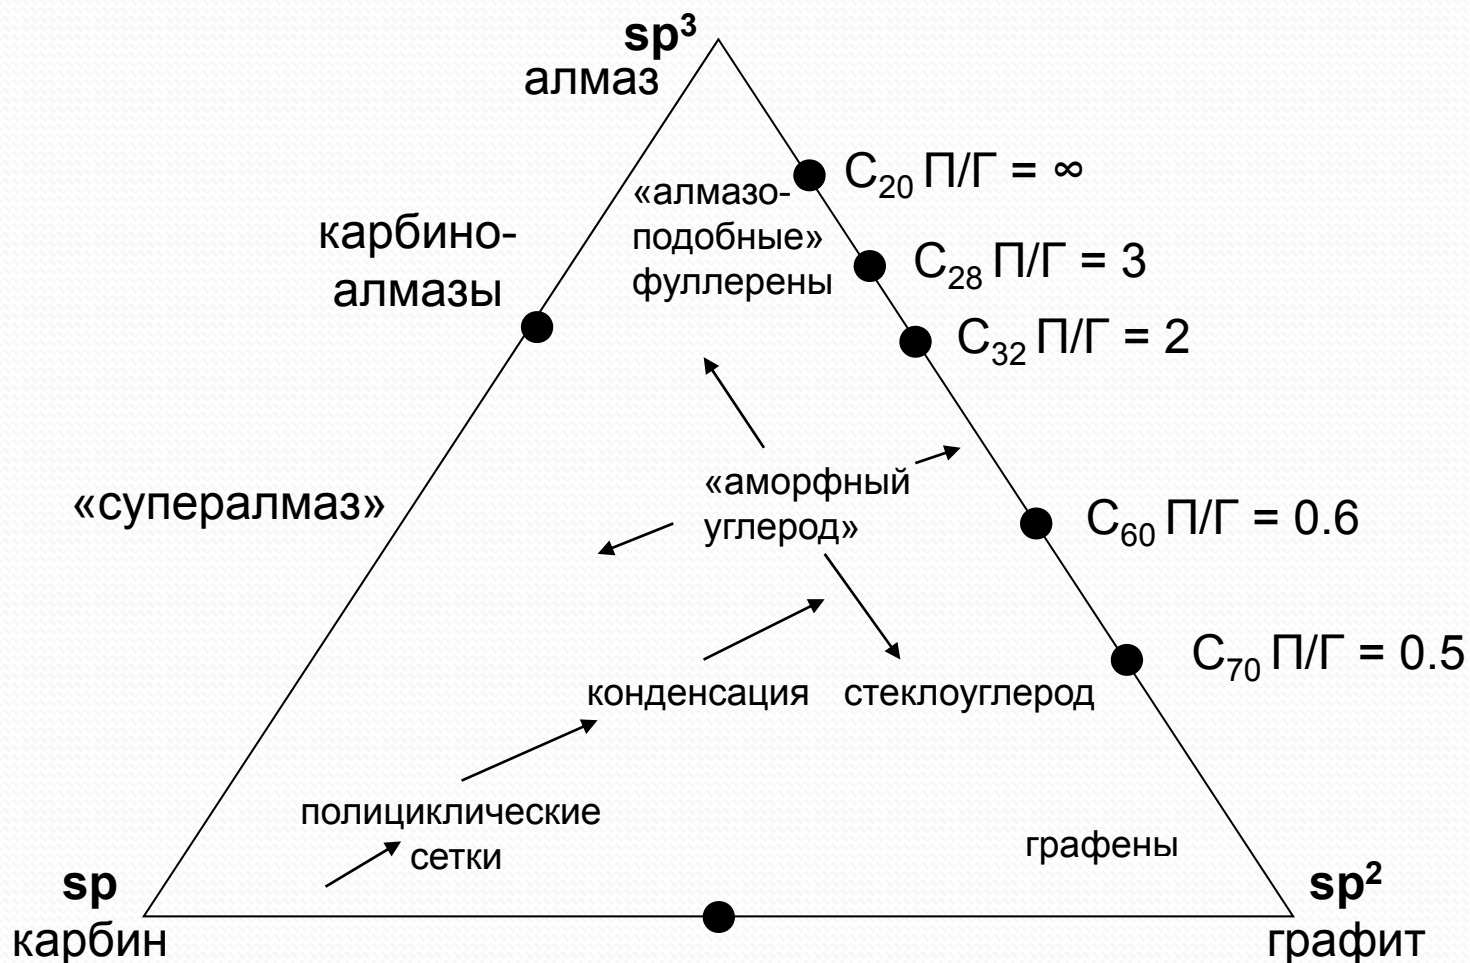 sp³
алмаз
C₂₀ П/Г = ∞
«алмазо-
подобные»
фуллерены
карбино-
алмазы
C₂₈ П/Г = 3
C₃₂ П/Г = 2
«супералмаз»
«аморфный
углерод»
C₆₀ П/Г = 0.6
C₇₀ П/Г = 0.5
конденсация
стеклоуглерод
полициклические
сетки
графены
sp
карбин
sp²
графит